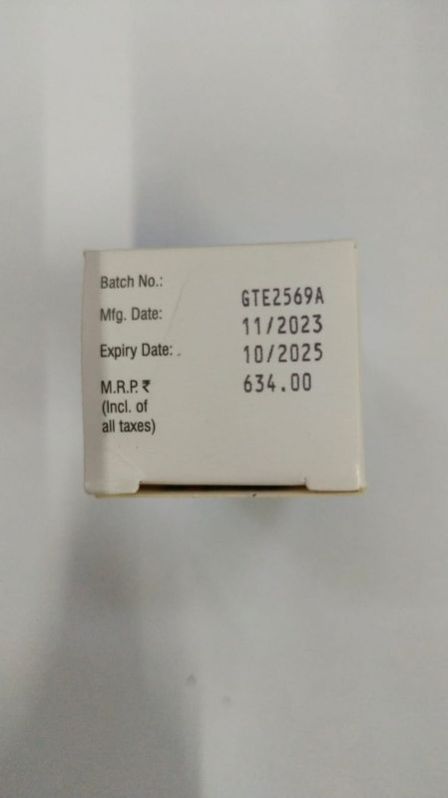 Batch No.: GTE2569A
Mfg. Date: 11/2023
Expiry Date: 10/2025
M.R.P. ₹ 634.00
(Incl. of
all taxes)